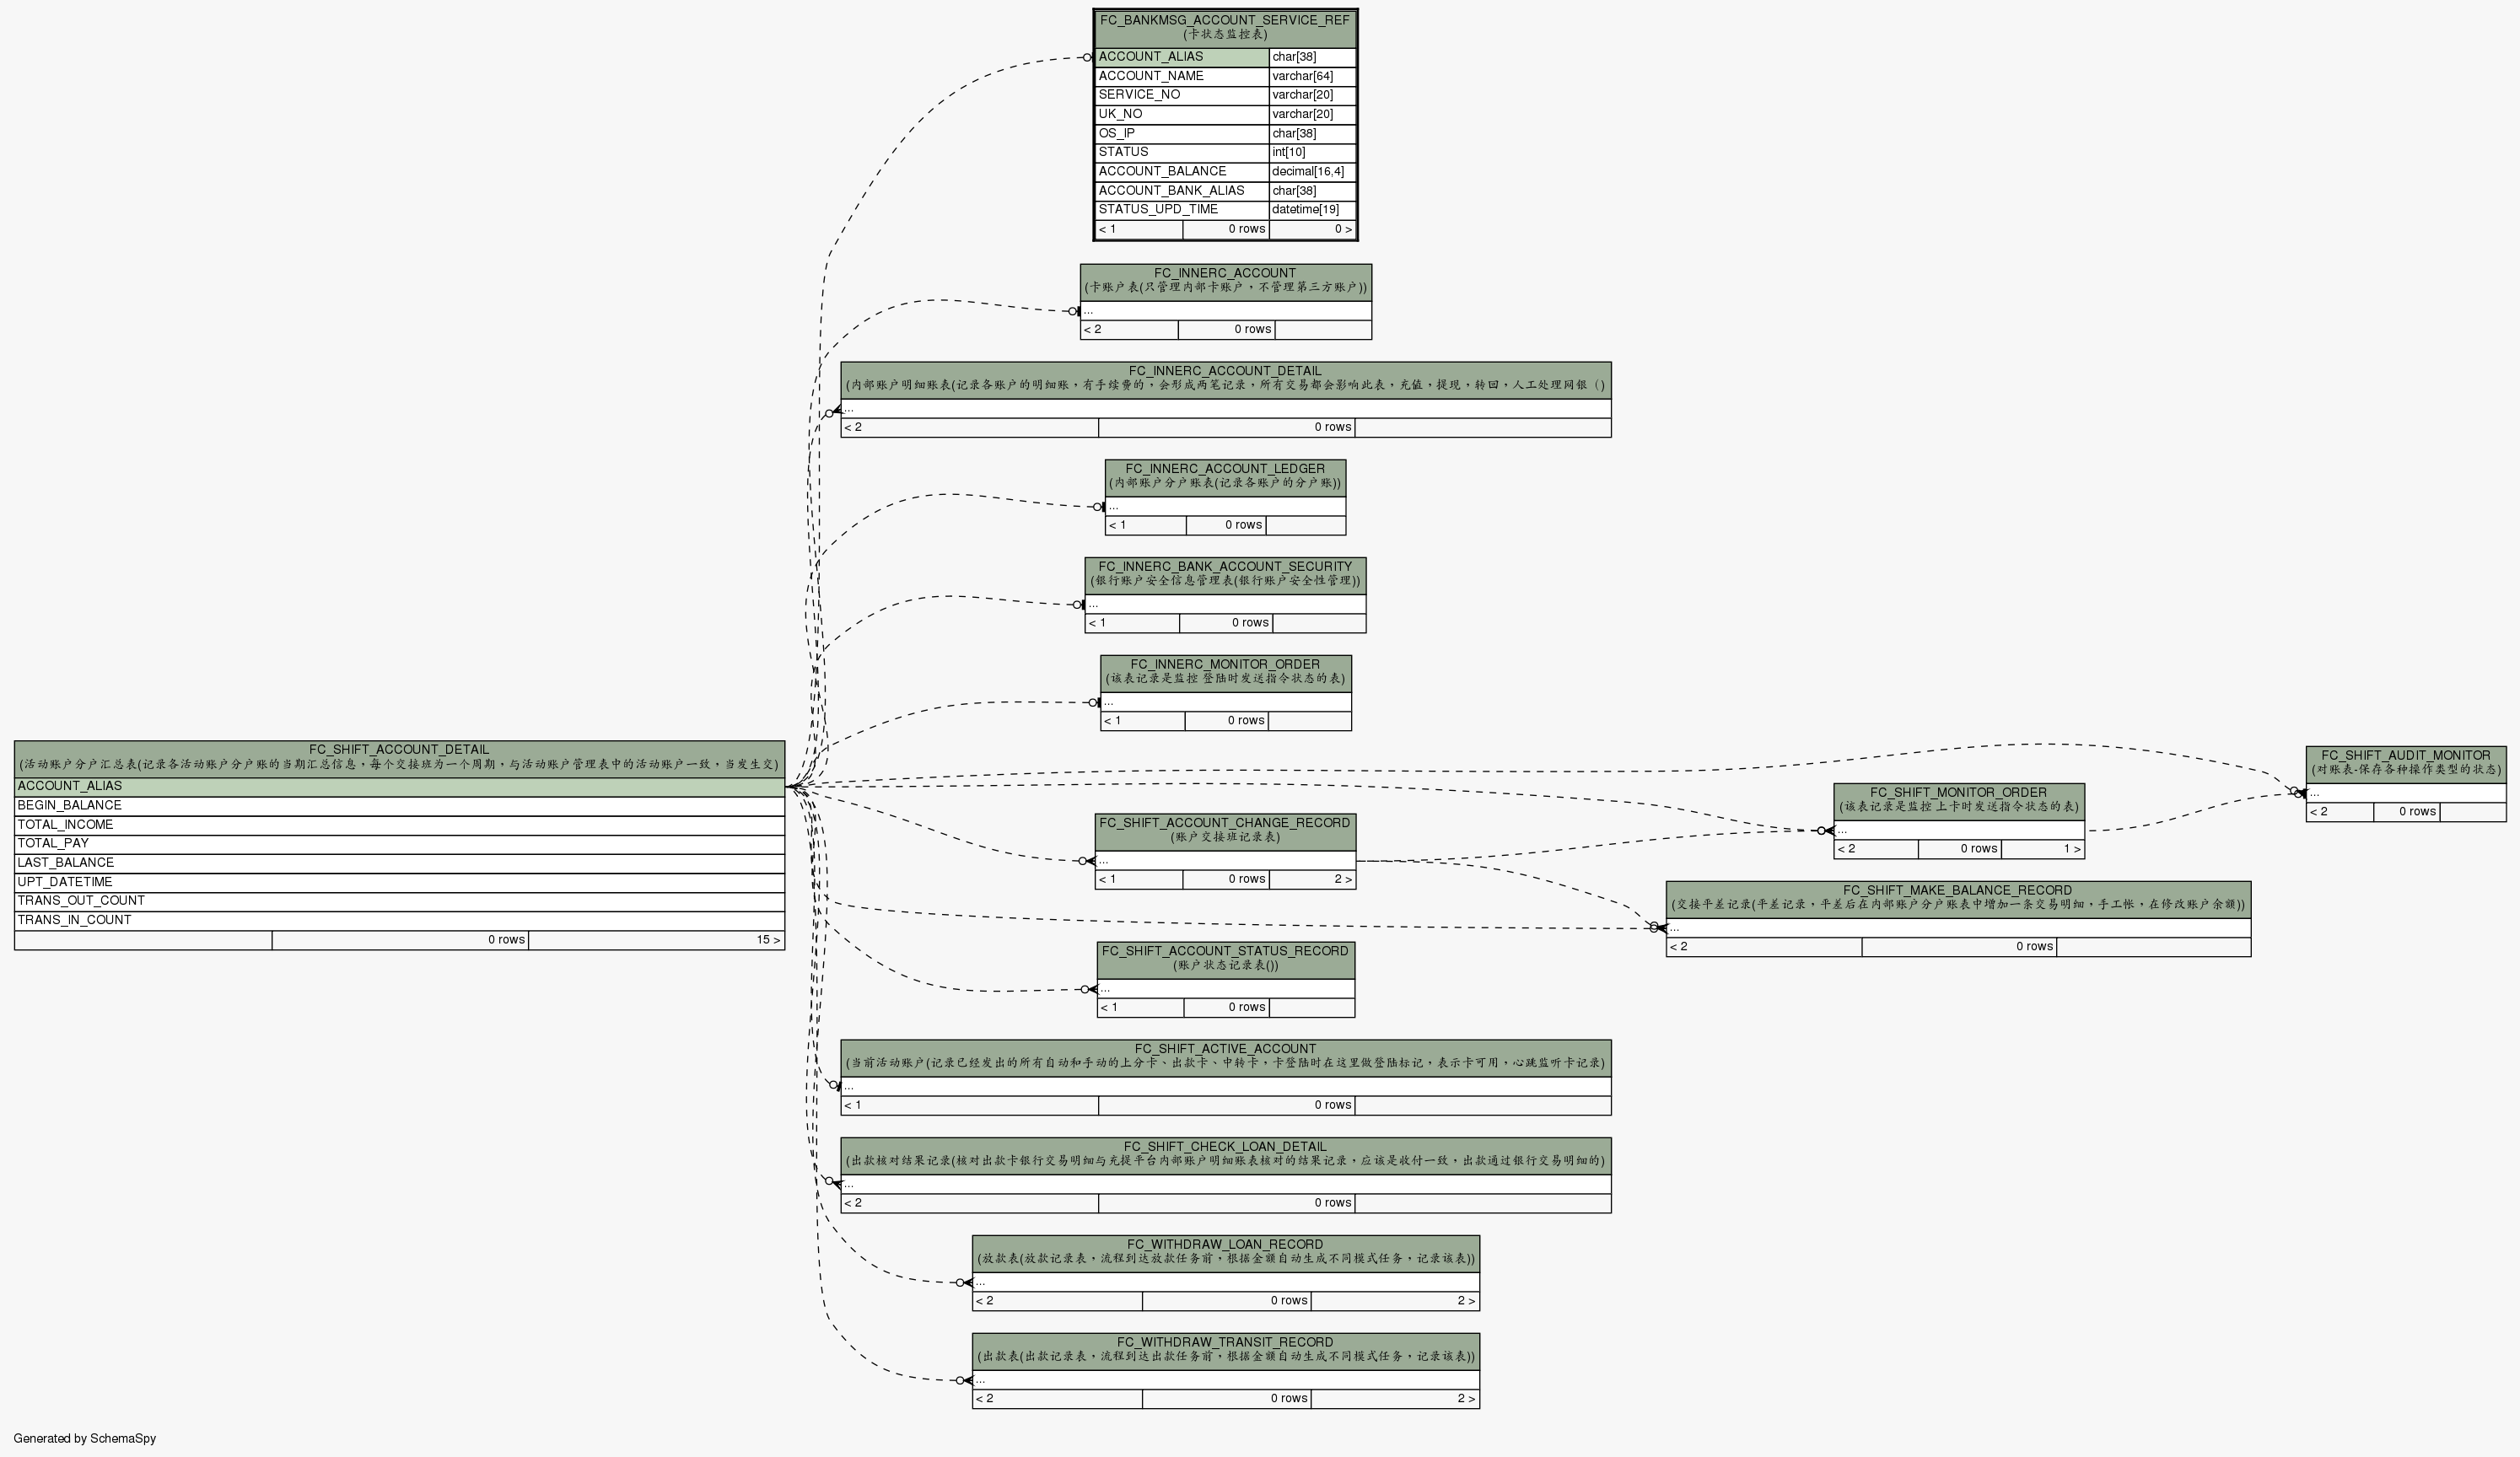 FC_BANKMSG_ACCOUNT_SERVICE_REF
(卡状态监控表)
ACCOUNT_ALIAS char[38]
ACCOUNT_NAME varchar[64]
SERVICE_NO varchar[20]
UK_NO varchar[20]
OS_IP char[38]
STATUS int[10]
ACCOUNT_BALANCE decimal[16,4]
ACCOUNT_BANK_ALIAS char[38]
STATUS_UPD_TIME datetime[19]
< 1 0 rows 0 >
FC_INNERC_ACCOUNT
(卡账户表(只管理内部卡账户，不管理第三方账户))
...
< 2 0 rows
FC_INNERC_ACCOUNT_DETAIL
(内部账户明细账表(记录各账户的明细账，有手续费的，会形成两笔记录，所有交易都会影响此表，充值，提现，转回，人工处理网银（)
...
< 2 0 rows
FC_INNERC_ACCOUNT_LEDGER
(内部账户分户账表(记录各账户的分户账))
...
< 1 0 rows
FC_INNERC_BANK_ACCOUNT_SECURITY
(银行账户安全信息管理表(银行账户安全性管理))
...
< 1 0 rows
FC_INNERC_MONITOR_ORDER
(该表记录是监控 登陆时发送指令状态的表)
...
< 1 0 rows
FC_SHIFT_ACCOUNT_DETAIL
(活动账户分户汇总表(记录各活动账户分户账的当期汇总信息，每个交接班为一个周期，与活动账户管理表中的活动账户一致，当发生交)
ACCOUNT_ALIAS
BEGIN_BALANCE
TOTAL_INCOME
TOTAL_PAY
LAST_BALANCE
UPT_DATETIME
TRANS_OUT_COUNT
TRANS_IN_COUNT
0 rows 15 >
FC_SHIFT_AUDIT_MONITOR
(对账表-保存各种操作类型的状态)
...
< 2 0 rows
FC_SHIFT_MONITOR_ORDER
(该表记录是监控 上卡时发送指令状态的表)
...
< 2 0 rows 1 >
FC_SHIFT_ACCOUNT_CHANGE_RECORD
(账户交接班记录表)
...
< 1 0 rows 2 >
FC_SHIFT_MAKE_BALANCE_RECORD
(交接平差记录(平差记录，平差后在内部账户分户账表中增加一条交易明细，手工帐，在修改账户余额))
...
< 2 0 rows
FC_SHIFT_ACCOUNT_STATUS_RECORD
(账户状态记录表())
...
< 1 0 rows
FC_SHIFT_ACTIVE_ACCOUNT
(当前活动账户(记录已经发出的所有自动和手动的上分卡、出款卡、中转卡，卡登陆时在这里做登陆标记，表示卡可用，心跳监听卡记录)
...
< 1 0 rows
FC_SHIFT_CHECK_LOAN_DETAIL
(出款核对结果记录(核对出款卡银行交易明细与充提平台内部账户明细账表核对的结果记录，应该是收付一致，出款通过银行交易明细的)
...
< 2 0 rows
FC_WITHDRAW_LOAN_RECORD
(放款表(放款记录表，流程到达放款任务前，根据金额自动生成不同模式任务，记录该表))
...
< 2 0 rows 2 >
FC_WITHDRAW_TRANSIT_RECORD
(出款表(出款记录表，流程到达出款任务前，根据金额自动生成不同模式任务，记录该表))
...
< 2 0 rows 2 >
Generated by SchemaSpy